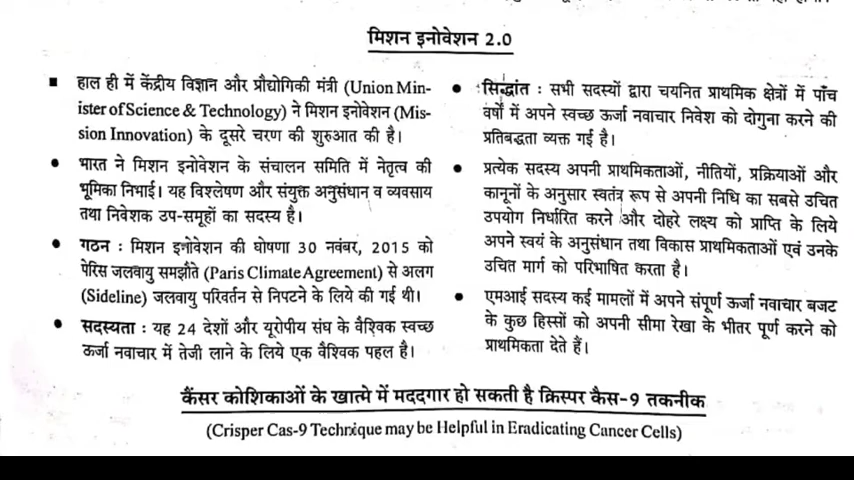 मिशन इनोवेशन 2.0
■ हाल ही में केंद्रीय विज्ञान और प्रौद्योगिकी मंत्री (Union Min-
ister of Science & Technology) ने मिशन इनोवेशन (Mis-
sion Innovation) के दूसरे चरण की शुरुआत की है।
• भारत ने मिशन इनोवेशन के संचालन समिति में नेतृत्व की
भूमिका निभाई। यह विश्लेषण और संयुक्त अनुसंधान व व्यवसाय
तथा निवेशक उप-समूहों का सदस्य है।
• गठन : मिशन इनोवेशन की घोषणा 30 नवंबर, 2015 को
पेरिस जलवायु समझौते (Paris Climate Agreement) से अलग
(Sideline) जलवायु परिवर्तन से निपटने के लिये की गई थी।
• सदस्यता : यह 24 देशों और यूरोपीय संघ के वैश्विक स्वच्छ
ऊर्जा नवाचार में तेजी लाने के लिये एक वैश्विक पहल है।
• सिद्धांत : सभी सदस्यों द्वारा चयनित प्राथमिक क्षेत्रों में पाँच
वर्षों में अपने स्वच्छ ऊर्जा नवाचार निवेश को दोगुना करने की
प्रतिबद्धता व्यक्त गई है।
• प्रत्येक सदस्य अपनी प्राथमिकताओं, नीतियों, प्रक्रियाओं और
कानूनों के अनुसार स्वतंत्र रूप से अपनी निधि का सबसे उचित
उपयोग निर्धारित करने और दोहरे लक्ष्य को प्राप्ति के लिये
अपने स्वयं के अनुसंधान तथा विकास प्राथमिकताओं एवं उनके
उचित मार्ग को परिभाषित करता है।
• एमआई सदस्य कई मामलों में अपने संपूर्ण ऊर्जा नवाचार बजट
के कुछ हिस्सों को अपनी सीमा रेखा के भीतर पूर्ण करने को
प्राथमिकता देते हैं।
कैंसर कोशिकाओं के खात्मे में मददगार हो सकती है क्रिस्पर कैस-9 तकनीक
(Crisper Cas-9 Technique may be Helpful in Eradicating Cancer Cells)